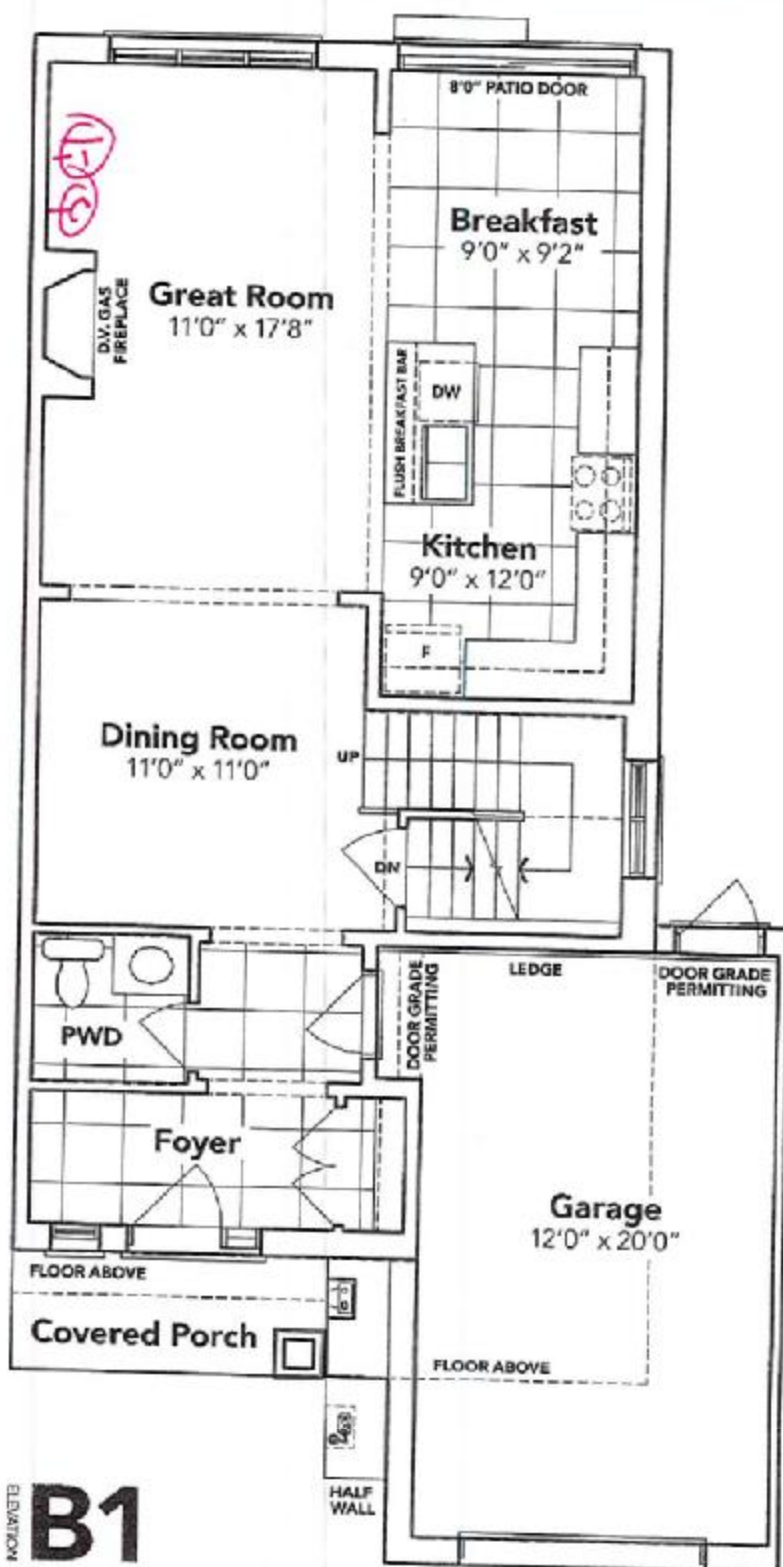 8'0" PATIO DOOR
Breakfast
9'0" x 9'2"
Great Room
11'0" x 17'8"
D.V. GAS
FIREPLACE
FLUSH BREAKFAST BAR
DW
Kitchen
9'0" x 12'0"
F
Dining Room
11'0" x 11'0"
UP
DN
LEDGE
DOOR GRADE
PERMITTING
DOOR GRADE
PERMITTING
PWD
Foyer
Garage
12'0" x 20'0"
FLOOR ABOVE
Covered Porch
FLOOR ABOVE
HALF
WALL
ELEVATION
B1